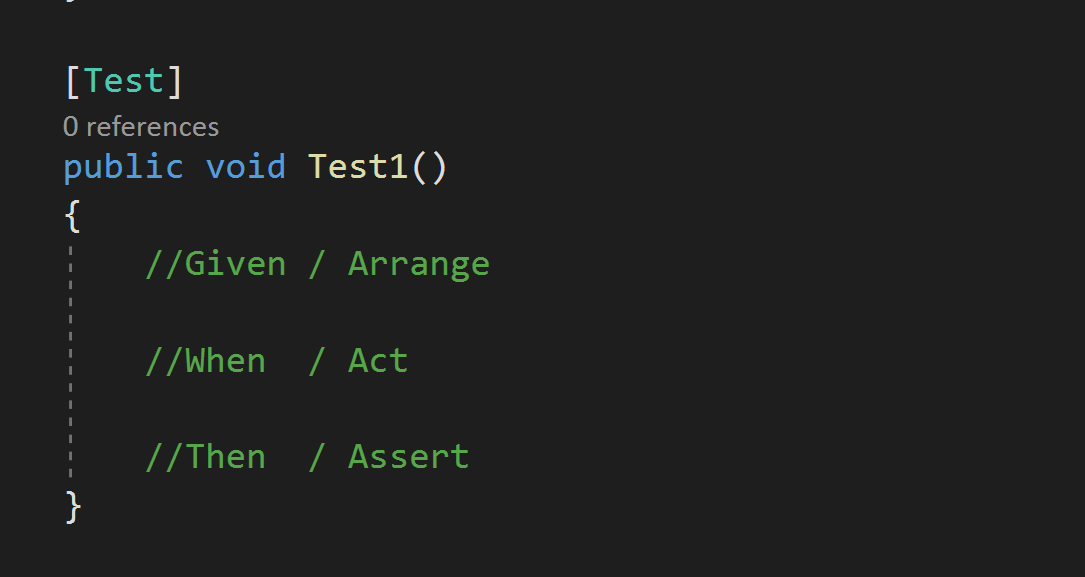 [Test]
0 references
public void Test1()
{
//Given / Arrange
//When  / Act
//Then  / Assert
}